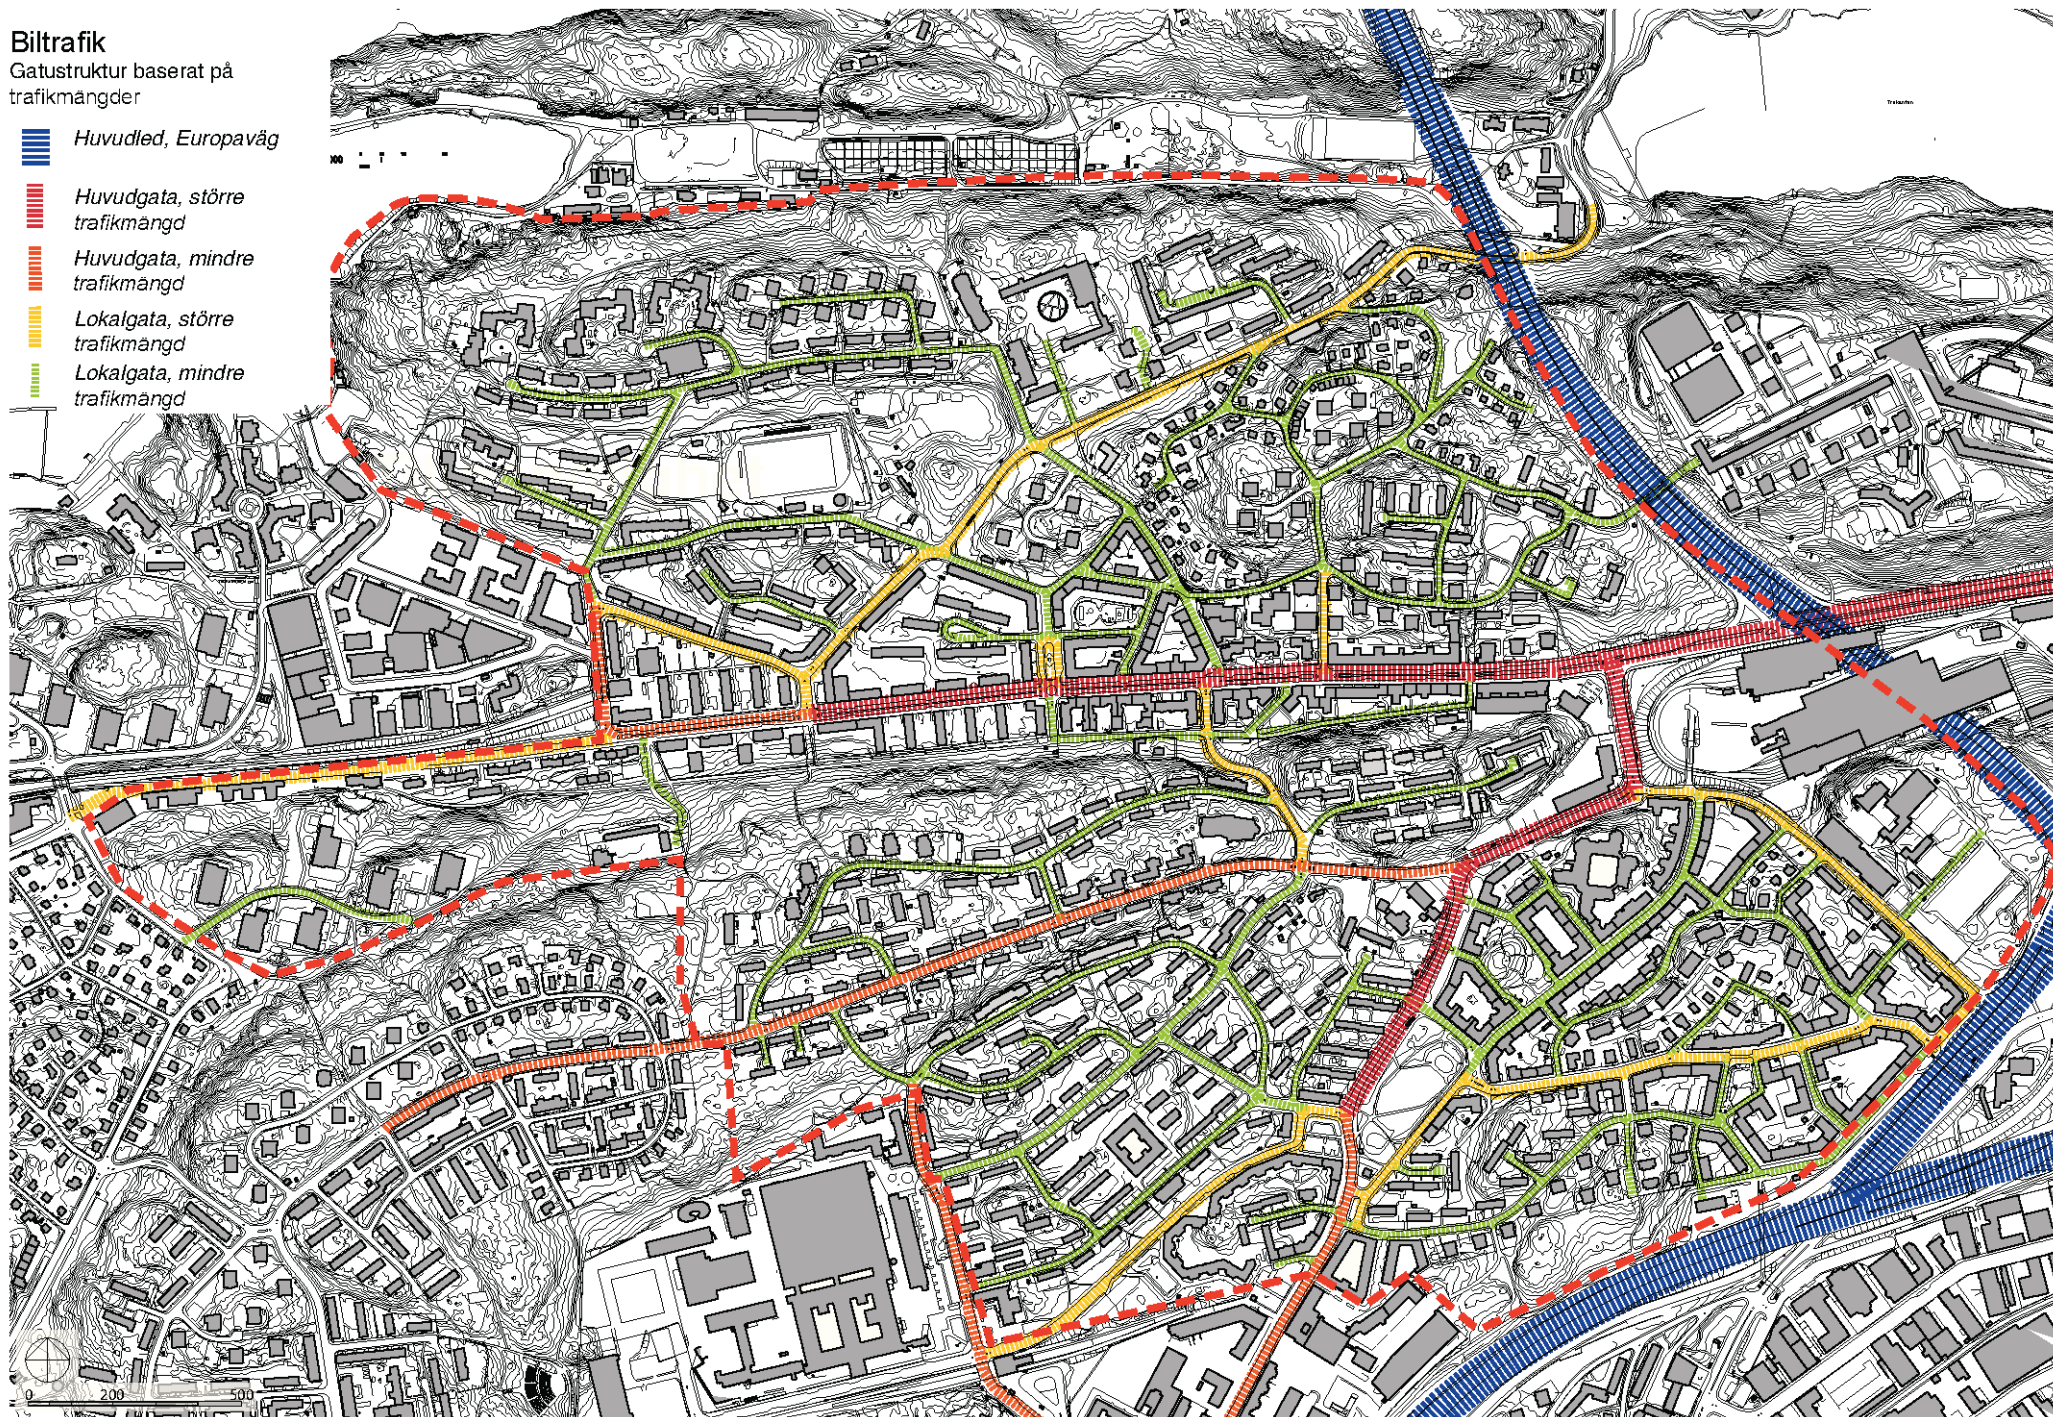 Biltrafik
Gatustruktur baserat på
trafikmängder
Huvudled, Europaväg
Huvudgata, större
trafikmängd
Huvudgata, mindre
trafikmängd
Lokalgata, större
trafikmängd
Lokalgata, mindre
trafikmängd
Trekanten
0 200 500